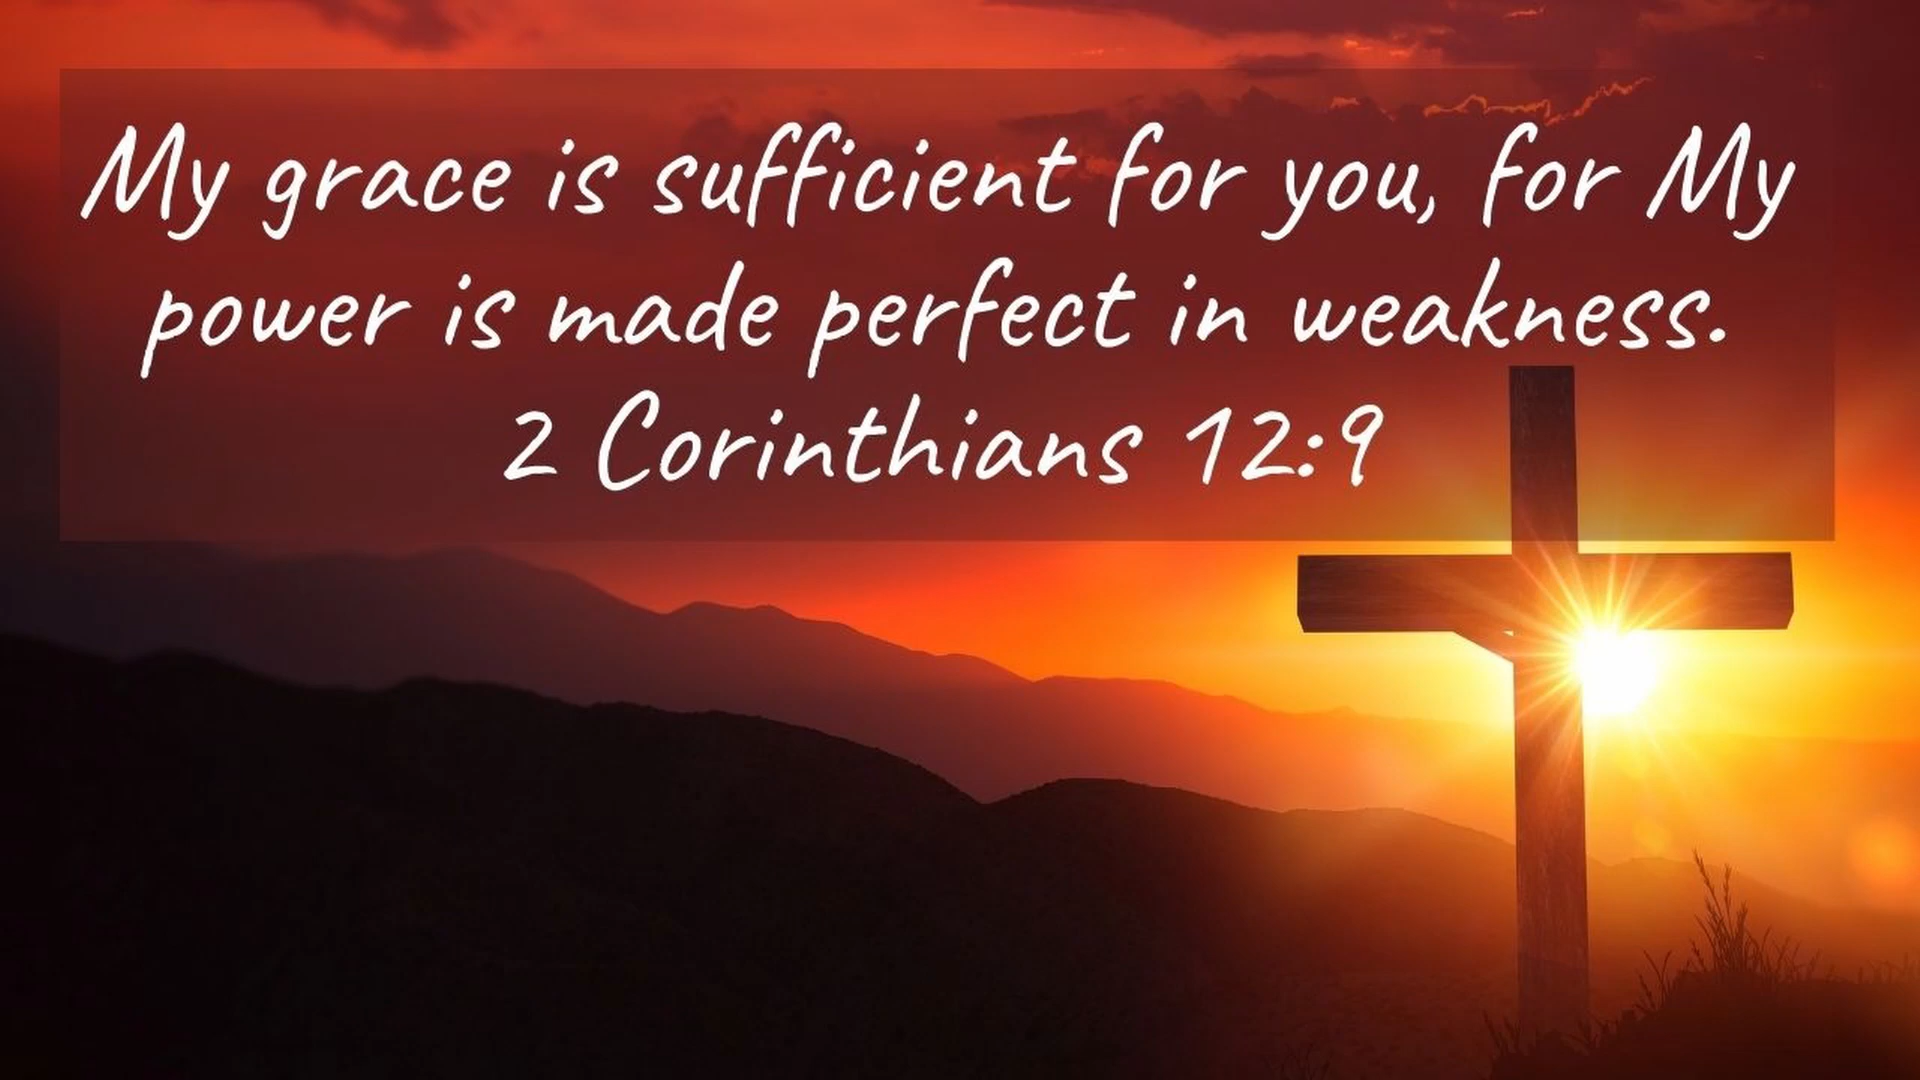 My grace is sufficient for you, for My
power is made perfect in weakness.
2 Corinthians 12:9